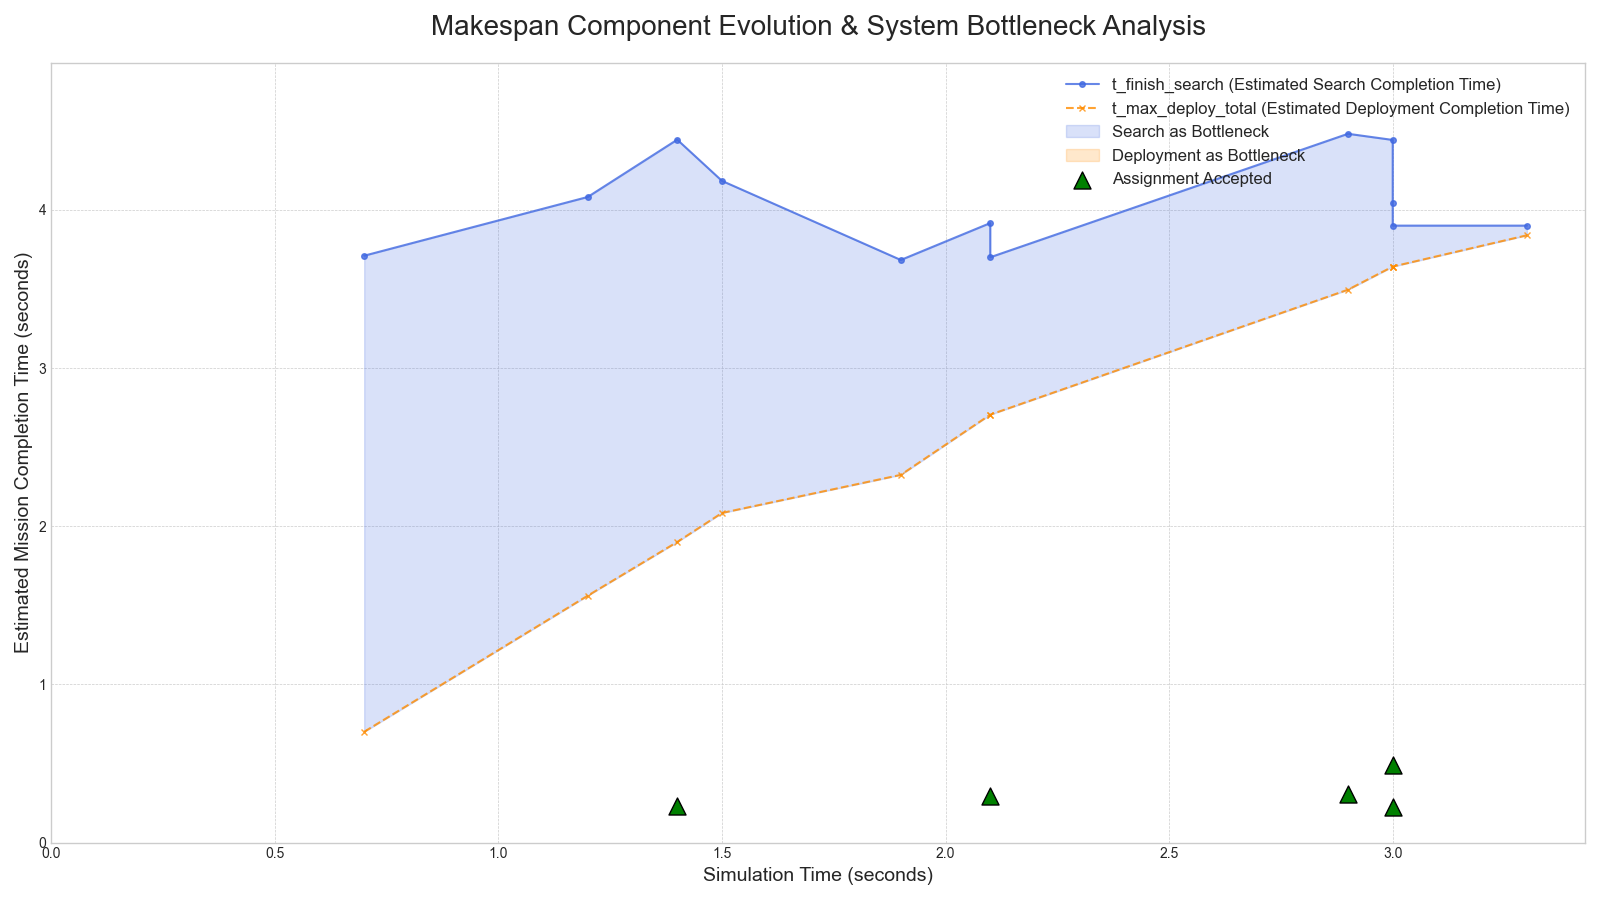 Makespan Component Evolution & System Bottleneck Analysis
t_finish_search (Estimated Search Completion Time)
t_max_deploy_total (Estimated Deployment Completion Time)
Search as Bottleneck
Deployment as Bottleneck
Assignment Accepted
Estimated Mission Completion Time (seconds)
4
3
2
1
0
0.0 0.5 1.0 1.5 2.0 2.5 3.0
Simulation Time (seconds)